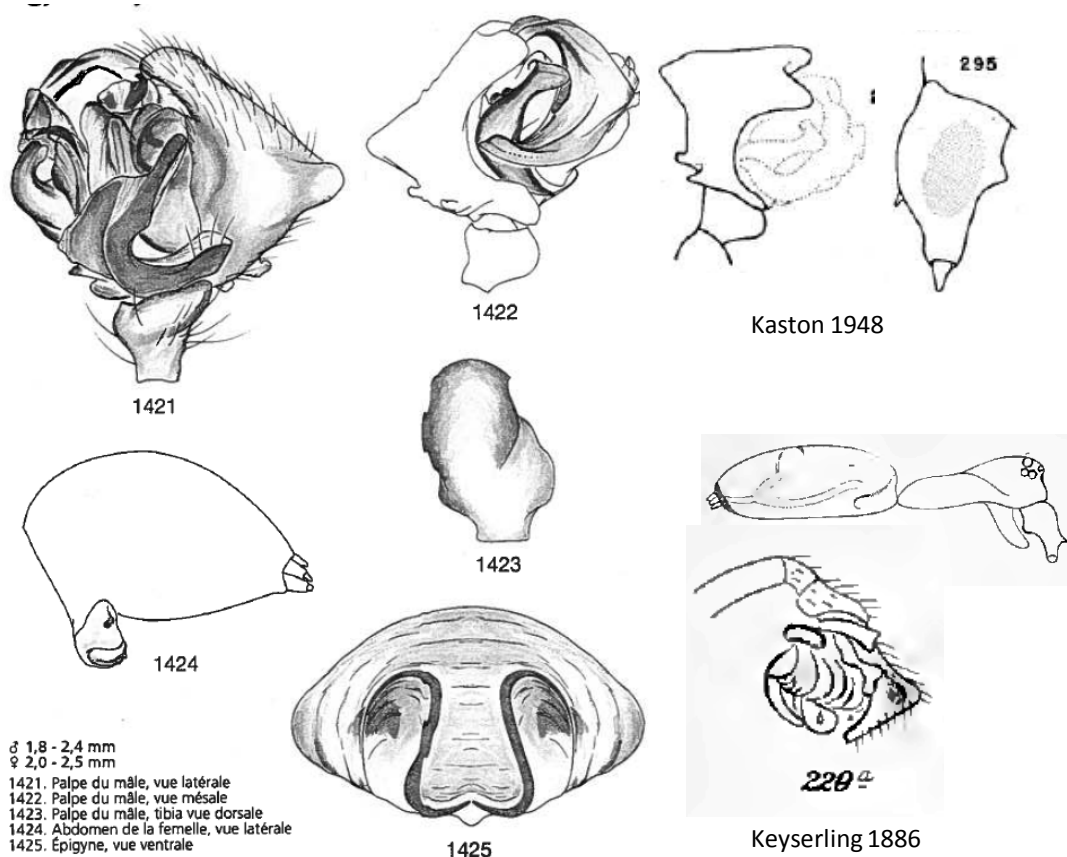 295
1421
1422
Kaston 1948
1423
1424
♂ 1,8 - 2,4 mm
♀ 2,0 - 2,5 mm
1421. Palpe du mâle, vue latérale
1422. Palpe du mâle, vue mésale
1423. Palpe du mâle, tibia vue dorsale
1424. Abdomen de la femelle, vue latérale
1425. Épigyne, vue ventrale
1425
220 a
Keyserling 1886